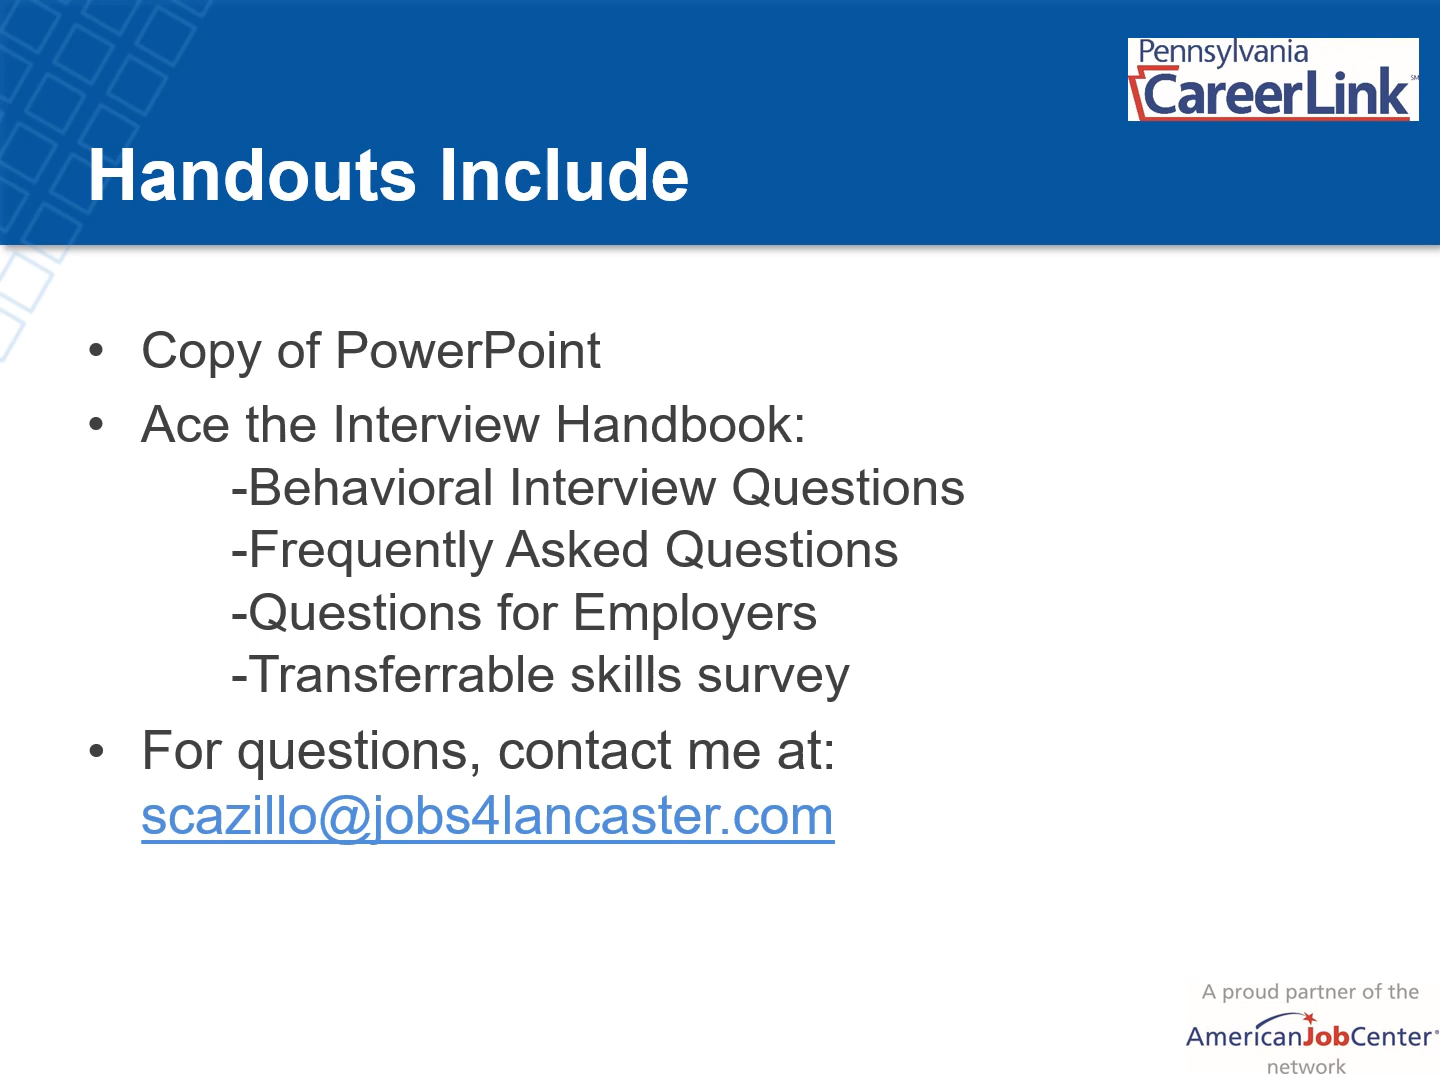 Pennsylvania
CareerLink℠
Handouts Include
• Copy of PowerPoint
• Ace the Interview Handbook:
-Behavioral Interview Questions
-Frequently Asked Questions
-Questions for Employers
-Transferrable skills survey
• For questions, contact me at:
scazillo@jobs4lancaster.com
A proud partner of the
AmericanJobCenter®
network